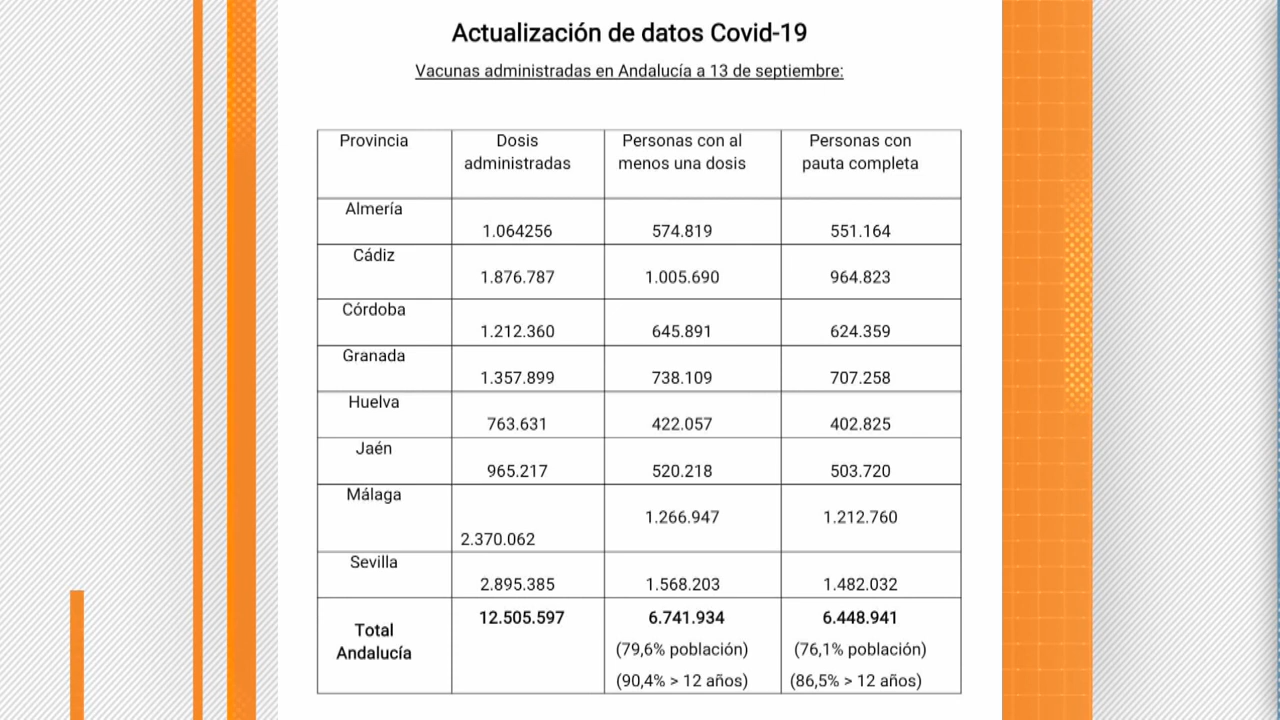 Actualización de datos Covid-19
Vacunas administradas en Andalucía a 13 de septiembre:
Provincia
Dosis administradas
Personas con al menos una dosis
Personas con pauta completa
Almería
1.064256
574.819
551.164
Cádiz
1.876.787
1.005.690
964.823
Córdoba
1.212.360
645.891
624.359
Granada
1.357.899
738.109
707.258
Huelva
763.631
422.057
402.825
Jaén
965.217
520.218
503.720
Málaga
2.370.062
1.266.947
1.212.760
Sevilla
2.895.385
1.568.203
1.482.032
Total Andalucía
12.505.597
6.741.934
(79,6% población)
(90,4% > 12 años)
6.448.941
(76,1% población)
(86,5% > 12 años)